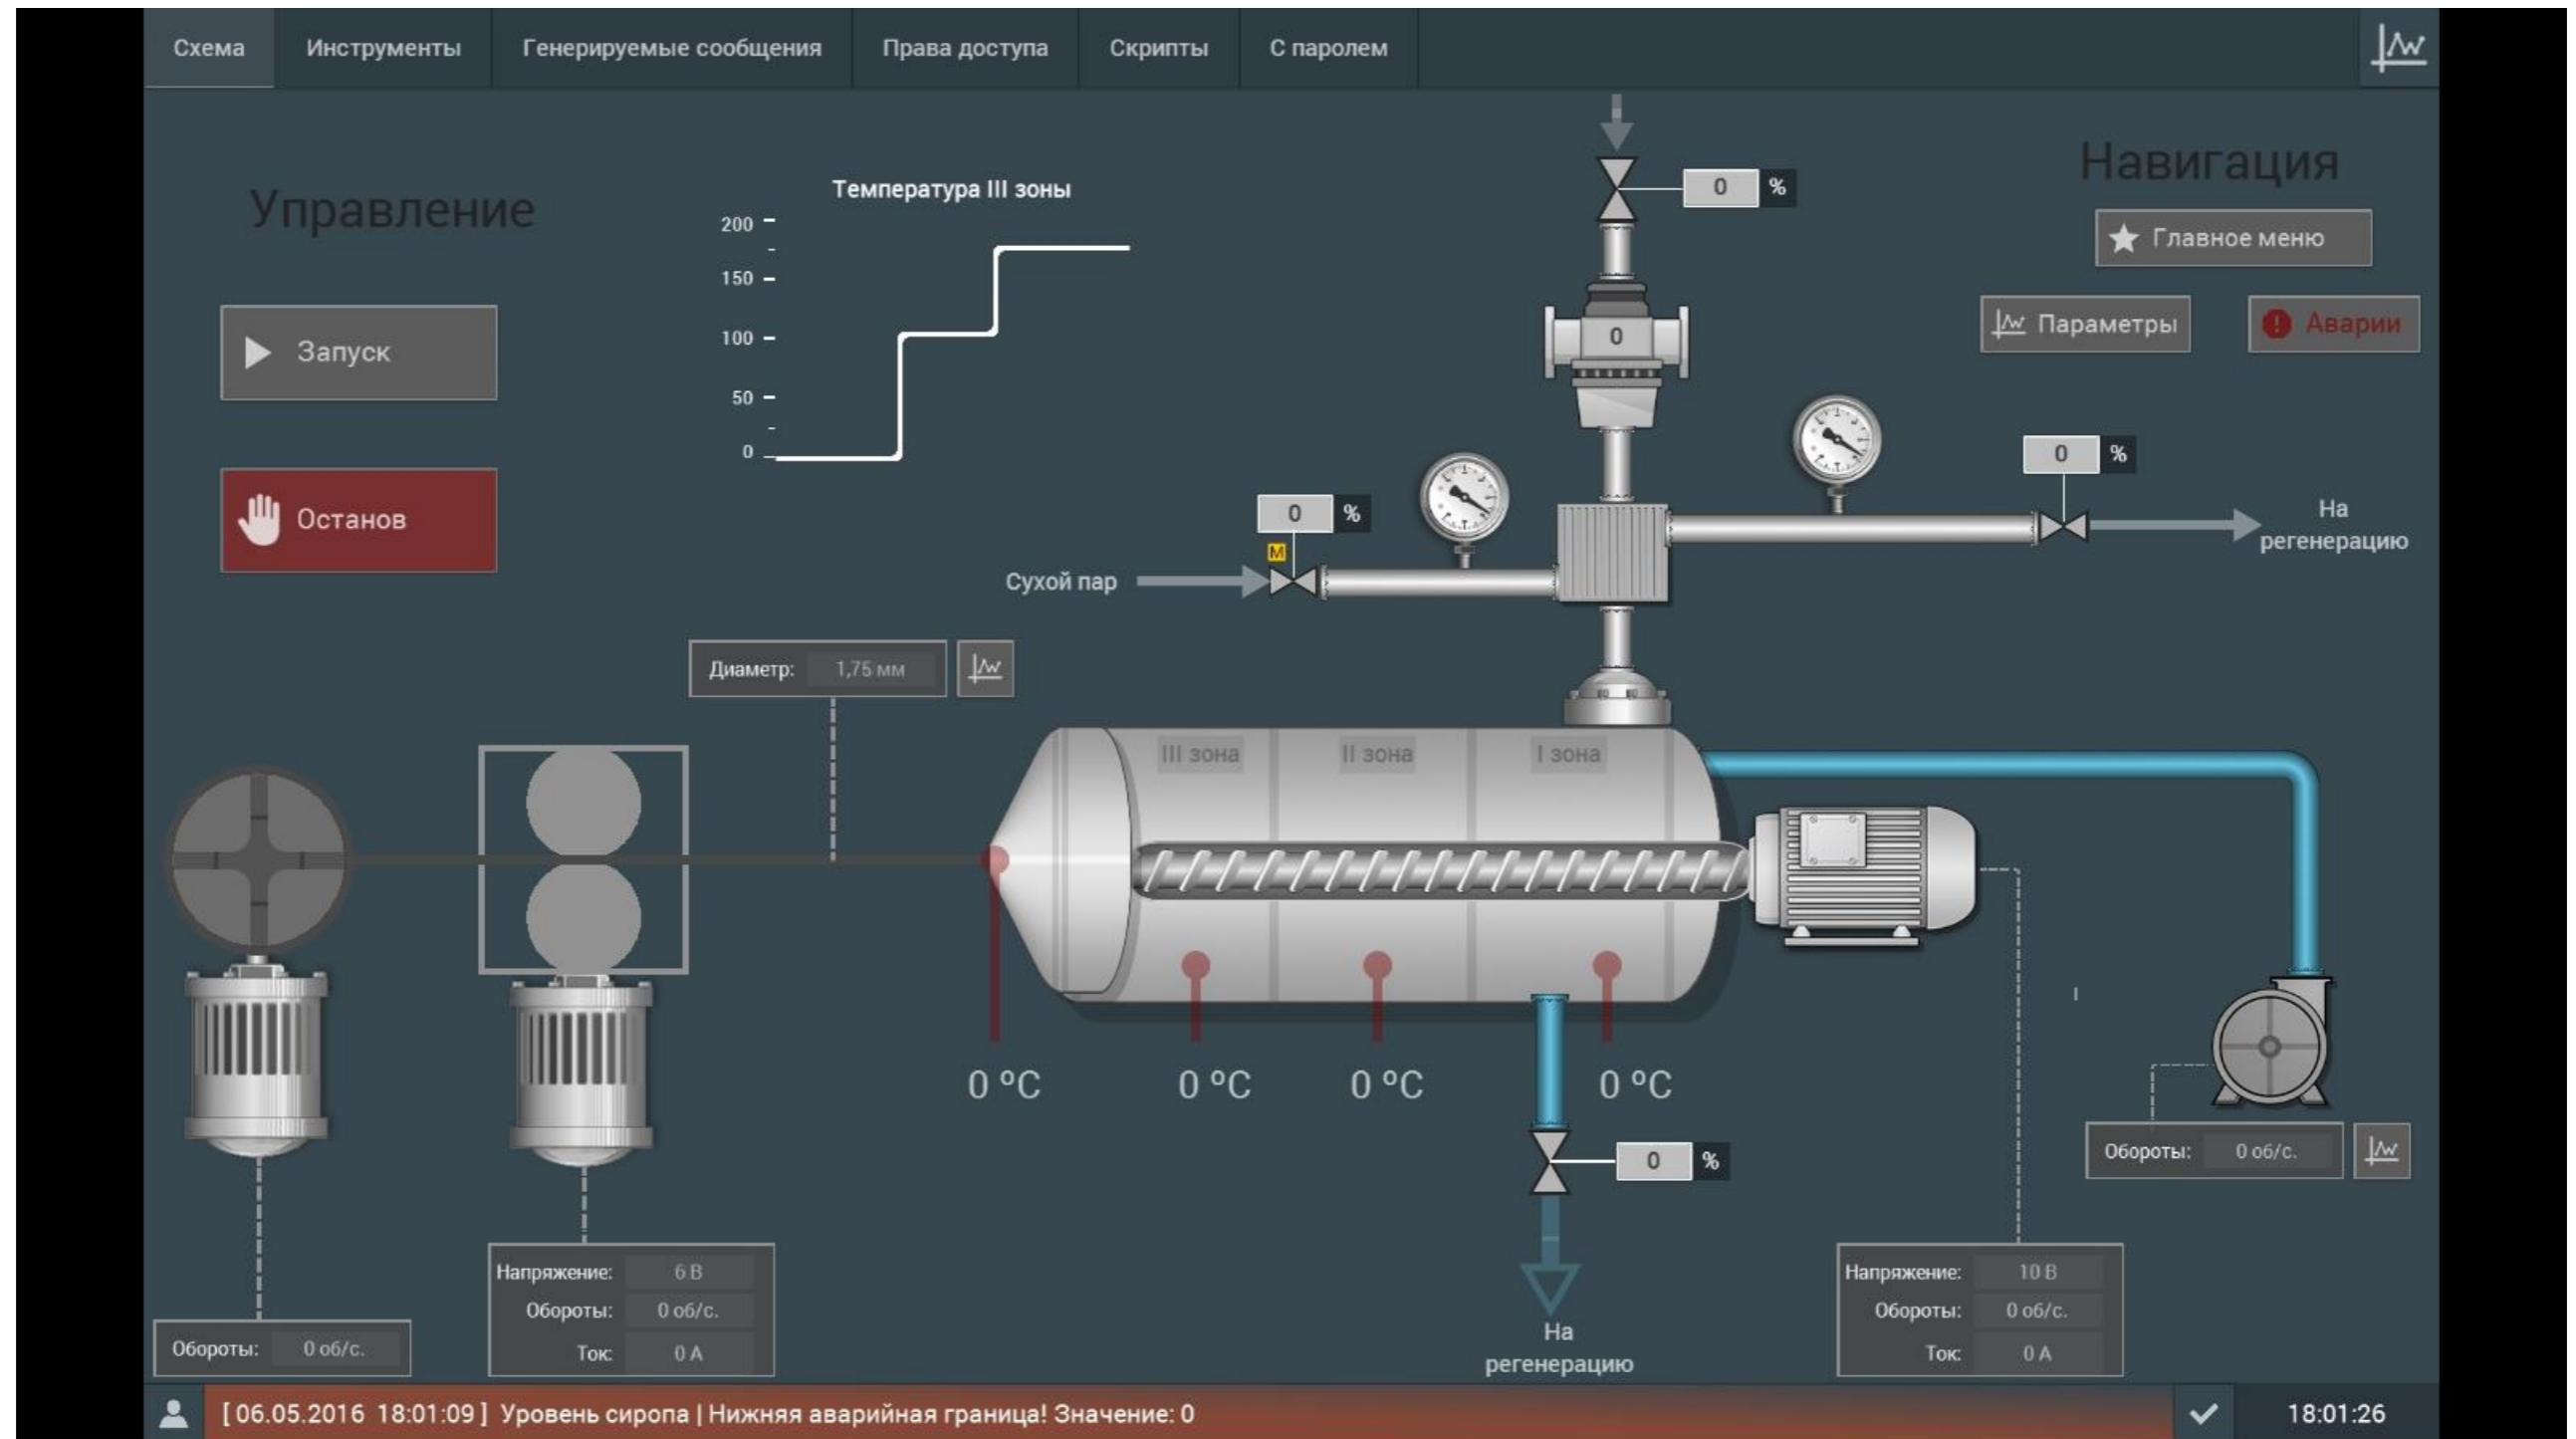 Схема
Инструменты
Генерируемые сообщения
Права доступа
Скрипты
С паролем
Управление
Температура III зоны
200
150
100
50
0
0 %
Навигация
Главное меню
Параметры
Аварии
Запуск
0
Останов
0 %
0 %
На
регенерацию
M
Сухой пар
Диаметр: 1,75 мм
III зона
II зона
I зона
0 ºC
0 ºC
0 ºC
0 ºC
0 %
Обороты: 0 об/с.
На
регенерацию
Обороты: 0 об/с.
Напряжение: 6 В
Обороты: 0 об/с.
Ток: 0 А
Напряжение: 10 В
Обороты: 0 об/с.
Ток: 0 А
[ 06.05.2016 18:01:09 ] Уровень сиропа | Нижняя аварийная граница! Значение: 0
18:01:26